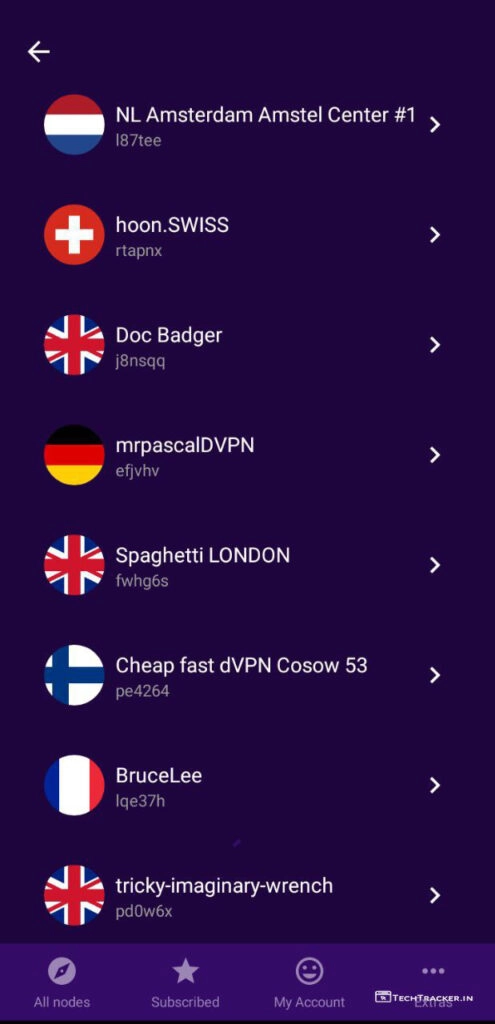 NL Amsterdam Amstel Center #1
l87tee
hoon.SWISS
rtapnx
Doc Badger
j8nsqq
mrpascalDVPN
efjvhv
Spaghetti LONDON
fwhg6s
Cheap fast dVPN Cosow 53
pe4264
BruceLee
lqe37h
tricky-imaginary-wrench
pd0w6x
All nodes
Subscribed
My Account
Extras
TechTracker.in